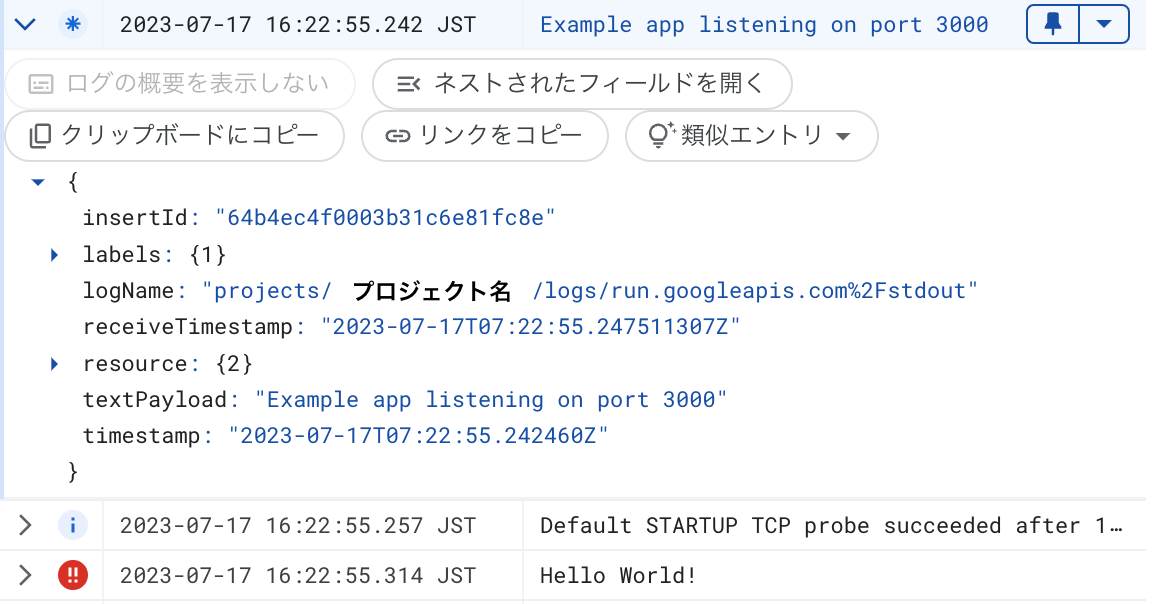 2023-07-17 16:22:55.242 JST Example app listening on port 3000
ログの概要を表示しない ネストされたフィールドを開く
クリップボードにコピー リンクをコピー 類似エントリ
{
insertId: "64b4ec4f0003b31c6e81fc8e"
labels: {1}
logName: "projects/ プロジェクト名 /logs/run.googleapis.com%2Fstdout"
receiveTimestamp: "2023-07-17T07:22:55.247511307Z"
resource: {2}
textPayload: "Example app listening on port 3000"
timestamp: "2023-07-17T07:22:55.242460Z"
}
i 2023-07-17 16:22:55.257 JST Default STARTUP TCP probe succeeded after 1…
!! 2023-07-17 16:22:55.314 JST Hello World!